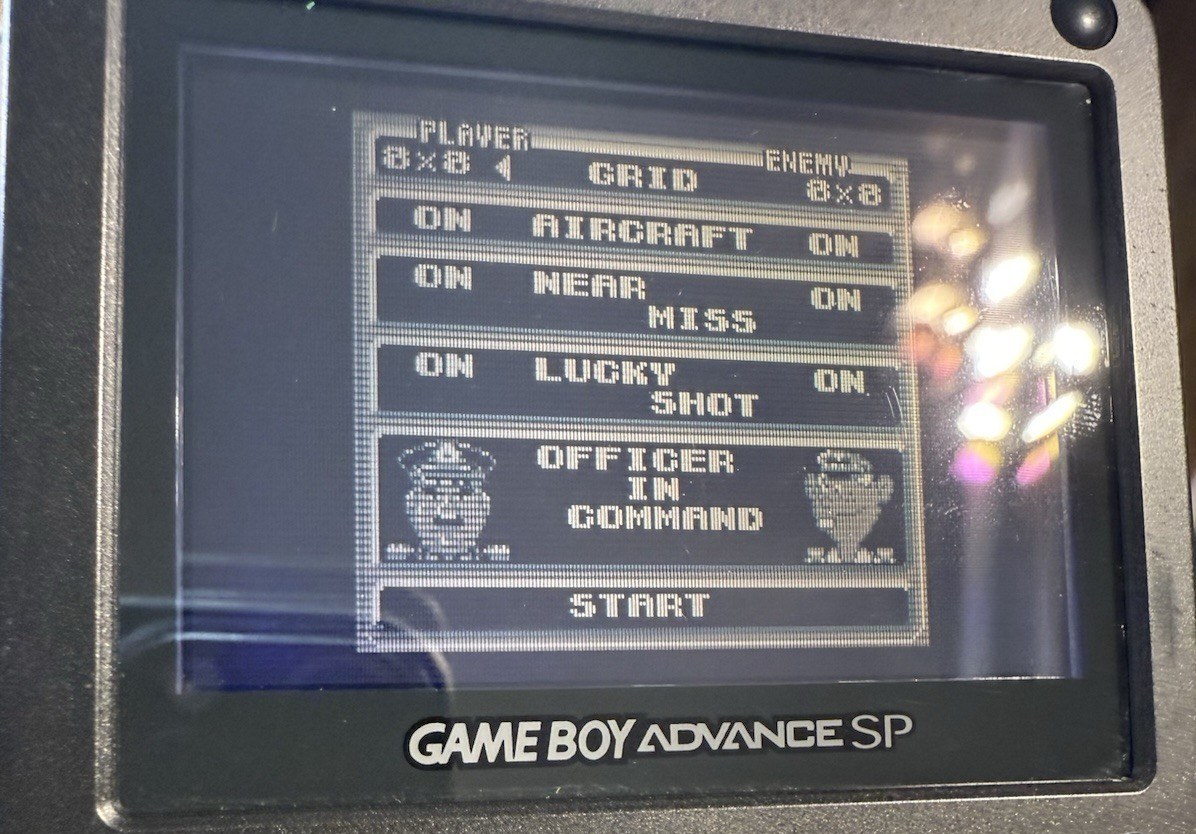 PLAYER ENEMY
8×8 GRID 8×8
ON AIRCRAFT ON
ON NEAR MISS ON
ON LUCKY SHOT ON
OFFICER
IN
COMMAND
START
GAME BOY ADVANCE SP